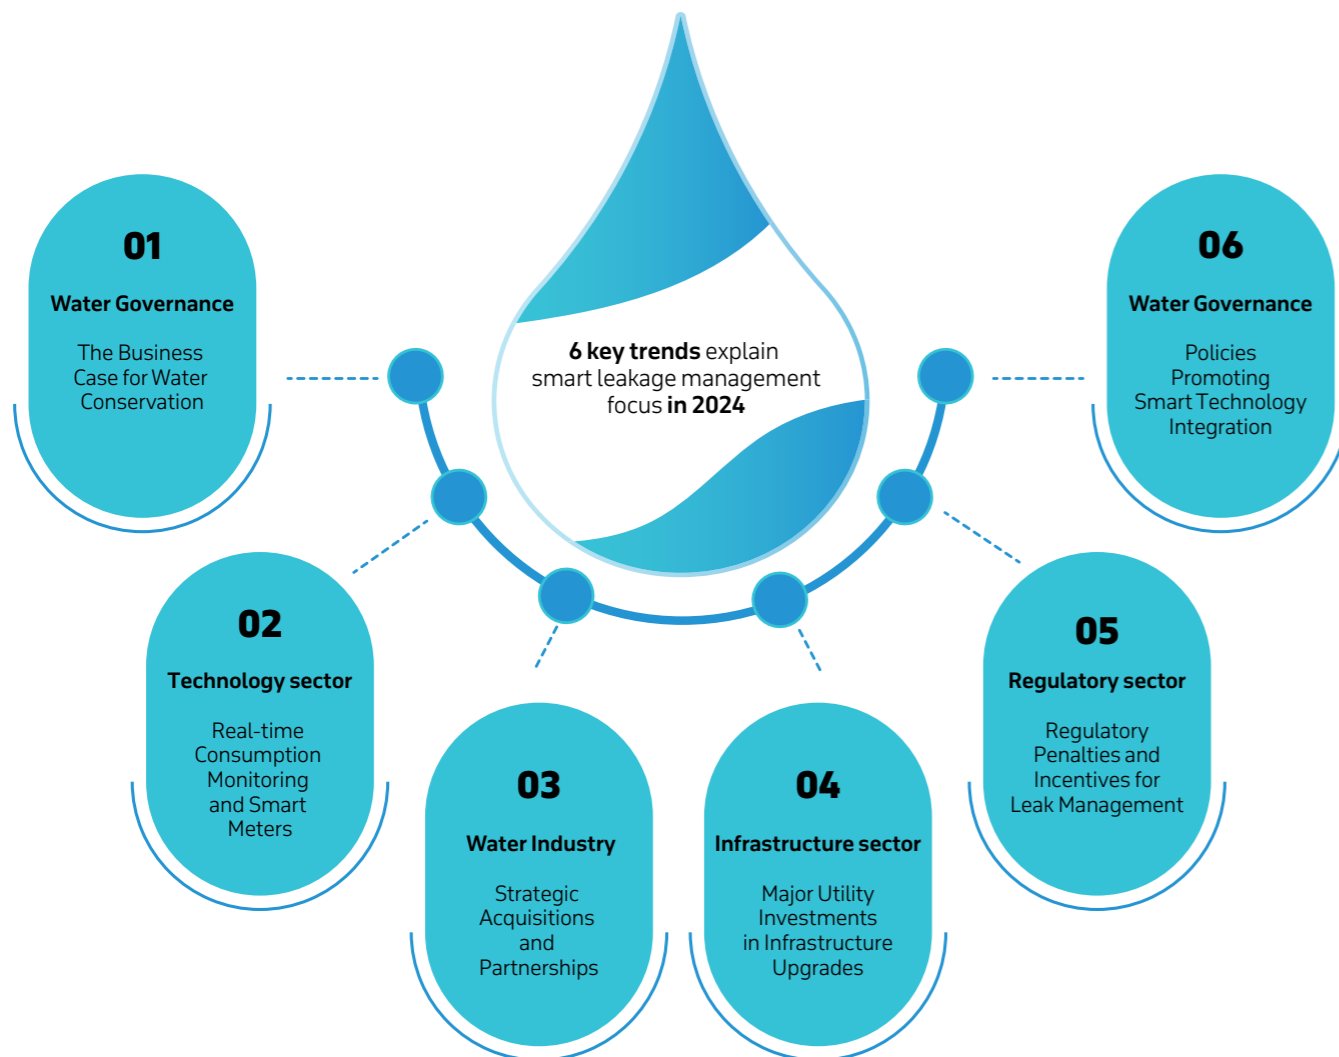 6 key trends explain
smart leakage management
focus in 2024
01
Water Governance
The Business
Case for Water
Conservation
02
Technology sector
Real-time
Consumption
Monitoring
and Smart
Meters
03
Water Industry
Strategic
Acquisitions
and
Partnerships
04
Infrastructure sector
Major Utility
Investments
in Infrastructure
Upgrades
05
Regulatory sector
Regulatory
Penalties and
Incentives for
Leak Management
06
Water Governance
Policies
Promoting
Smart Technology
Integration